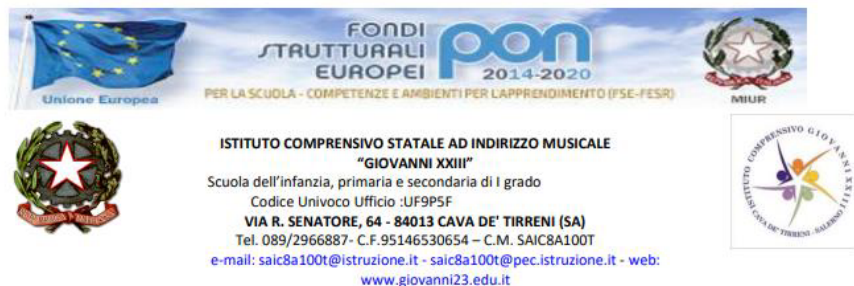 FONDI
STRUTTURALI
EUROPEI
pon
2014-2020
Unione Europea
PER LA SCUOLA - COMPETENZE E AMBIENTI PER L'APPRENDIMENTO (FSE-FESR)
MIUR
ISTITUTO COMPRENSIVO STATALE AD INDIRIZZO MUSICALE
“GIOVANNI XXIII”
Scuola dell'infanzia, primaria e secondaria di I grado
Codice Univoco Ufficio :UF9P5F
VIA R. SENATORE, 64 - 84013 CAVA DE' TIRRENI (SA)
Tel. 089/2966887- C.F.95146530654 – C.M. SAIC8A100T
e-mail: saic8a100t@istruzione.it - saic8a100t@pec.istruzione.it - web:
www.giovanni23.edu.it
ISTITUTO COMPRENSIVO GIOVANNI XXIII
CAVA DE' TIRRENI - SALERNO